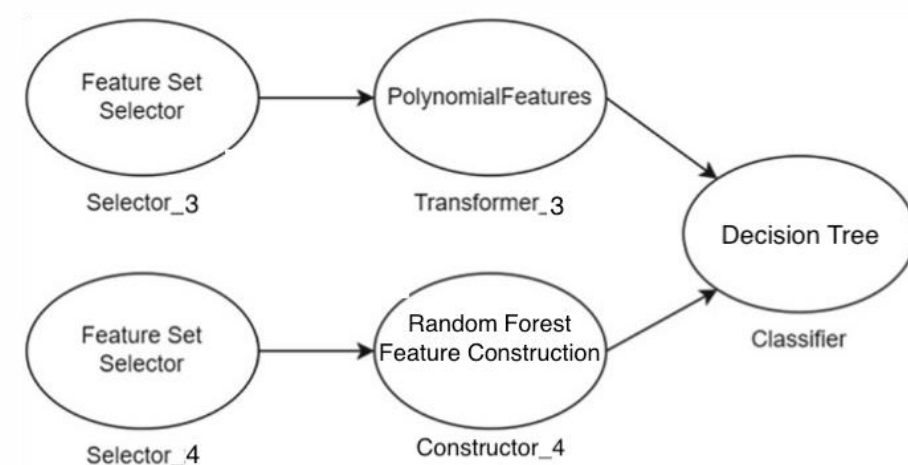 Feature Set
Selector
Selector_3
PolynomialFeatures
Transformer_3
Feature Set
Selector
Selector_4
Random Forest
Feature Construction
Constructor_4
Decision Tree
Classifier